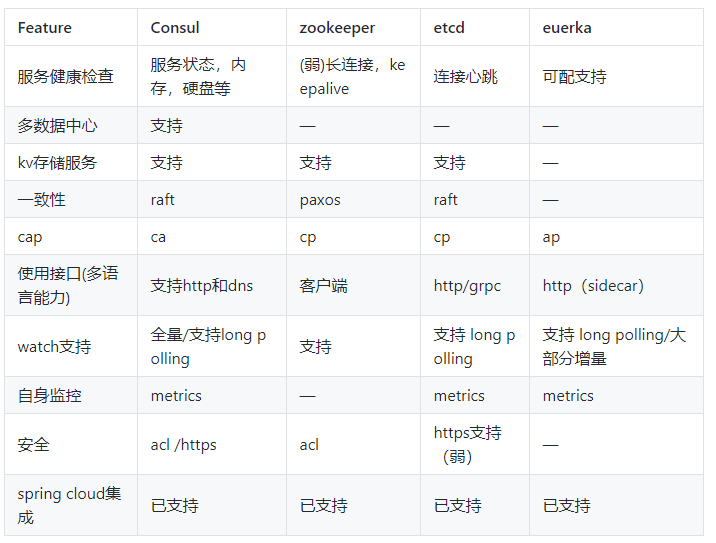 Feature Consul zookeeper etcd euerka
服务健康检查 服务状态，内存，硬盘等 (弱)长连接，keepalive 连接心跳 可配支持
多数据中心 支持 — — —
kv存储服务 支持 支持 支持 —
一致性 raft paxos raft —
cap ca cp cp ap
使用接口(多语言能力) 支持http和dns 客户端 http/grpc http（sidecar）
watch支持 全量/支持long polling 支持 支持 long polling 支持 long polling/大部分增量
自身监控 metrics — metrics metrics
安全 acl /https acl https支持（弱） —
spring cloud集成 已支持 已支持 已支持 已支持